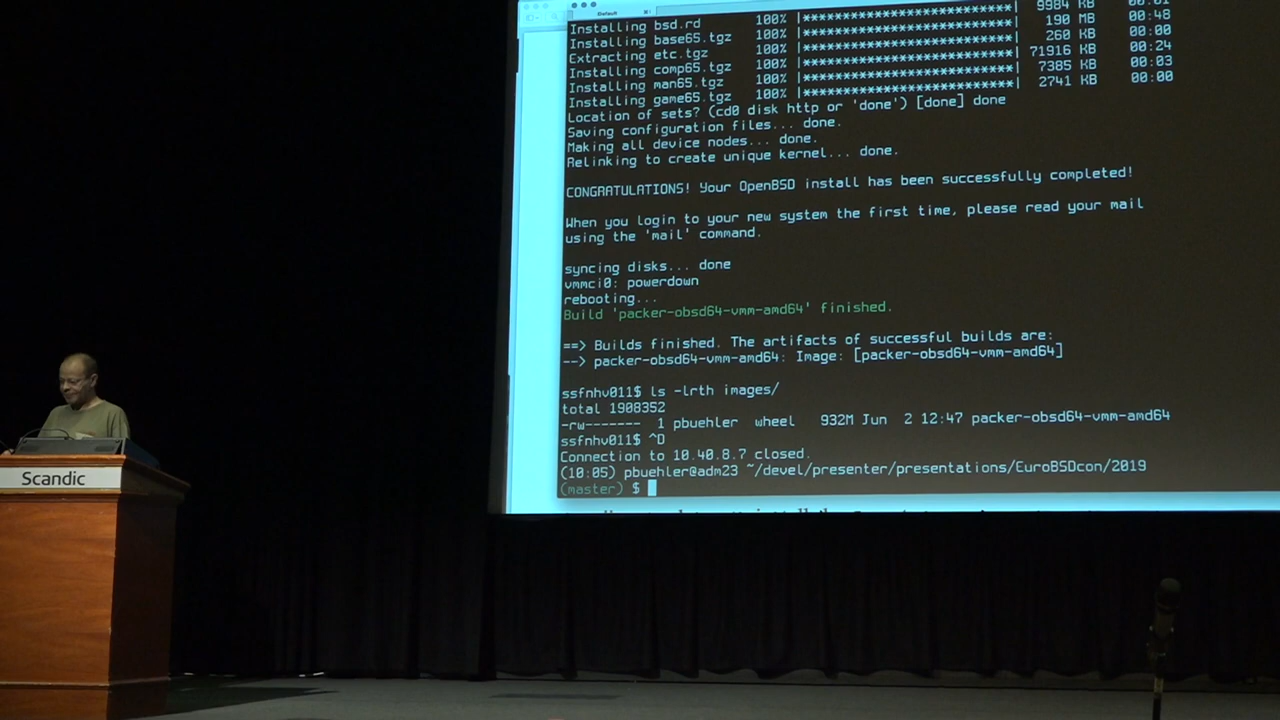 Default
Installing bsd.rd 100% |*************************| 9984 KB 00:01
Installing base65.tgz 100% |*************************| 190 MB 00:48
Extracting etc.tgz 100% |*************************| 260 KB 00:00
Installing comp65.tgz 100% |*************************| 71916 KB 00:24
Installing man65.tgz 100% |*************************| 7385 KB 00:03
Installing game65.tgz 100% |*************************| 2741 KB 00:00
Location of sets? (cd0 disk http or 'done') [done] done
Saving configuration files... done.
Making all device nodes... done.
Relinking to create unique kernel... done.
CONGRATULATIONS! Your OpenBSD install has been successfully completed!
When you login to your new system the first time, please read your mail
using the 'mail' command.
syncing disks... done
vmmci0: powerdown
rebooting...
Build 'packer-obsd64-vmm-amd64' finished.
==> Builds finished. The artifacts of successful builds are:
--> packer-obsd64-vmm-amd64: Image: [packer-obsd64-vmm-amd64]
ssfnhv011$ ls -lrth images/
total 1908352
-rw------- 1 pbuehler wheel 932M Jun 2 12:47 packer-obsd64-vmm-amd64
ssfnhv011$ ^D
Connection to 10.40.8.7 closed.
(10:05) pbuehler@adm23 ~/devel/presenter/presentations/EuroBSDcon/2019
(master) $
Scandic